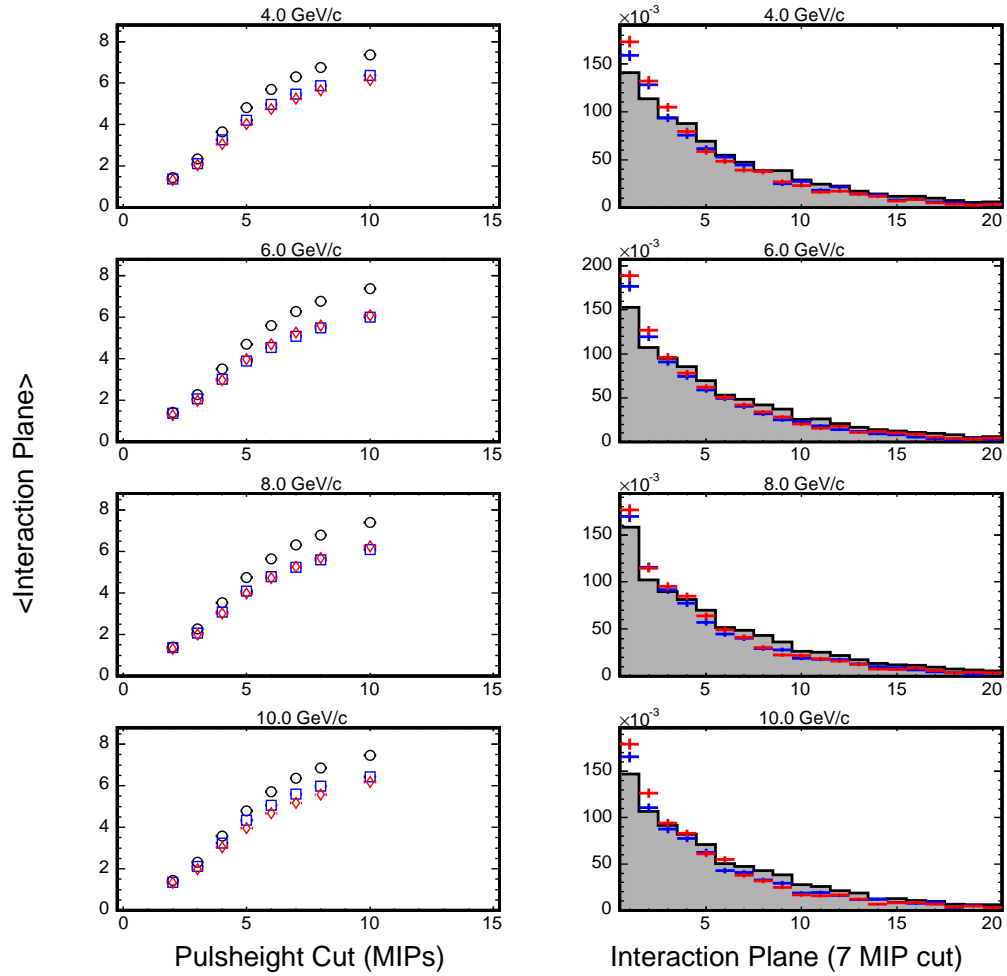 4.0 GeV/c
8
6
4
2
0
0 5 10 15
×10⁻³ 4.0 GeV/c
150
100
50
0
5 10 15 20
6.0 GeV/c
8
6
4
2
0
0 5 10 15
×10⁻³ 6.0 GeV/c
200
150
100
50
0
5 10 15 20
<Interaction Plane>
8.0 GeV/c
8
6
4
2
0
0 5 10 15
×10⁻³ 8.0 GeV/c
150
100
50
0
5 10 15 20
10.0 GeV/c
8
6
4
2
0
0 5 10 15
×10⁻³ 10.0 GeV/c
150
100
50
0
5 10 15 20
Pulsheight Cut (MIPs)
Interaction Plane (7 MIP cut)